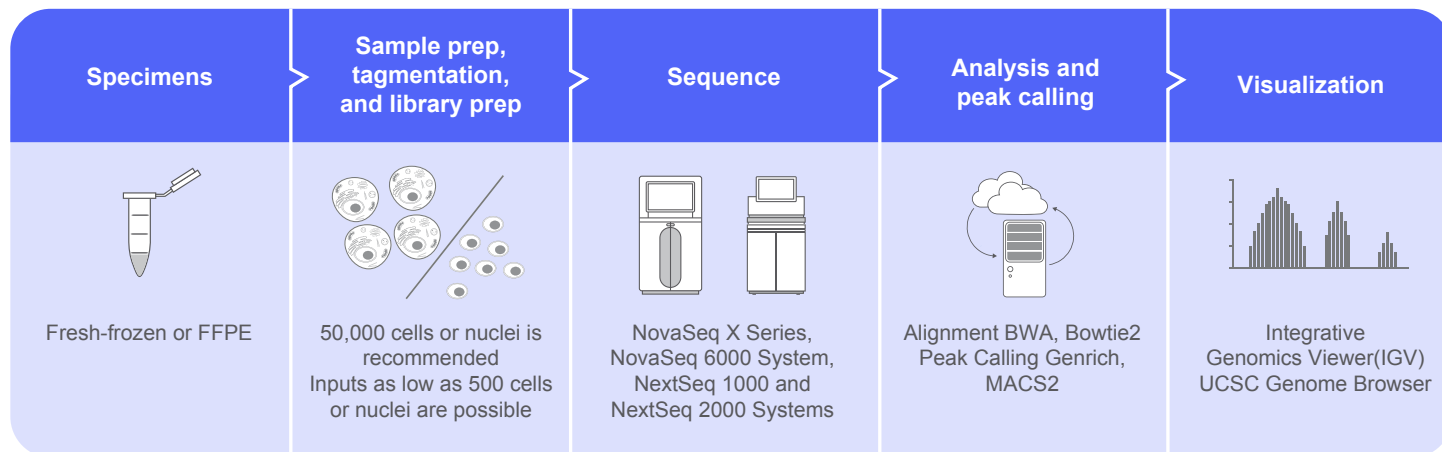 Specimens
Sample prep,
tagmentation,
and library prep
Sequence
Analysis and
peak calling
Visualization
Fresh-frozen or FFPE
50,000 cells or nuclei is
recommended
Inputs as low as 500 cells
or nuclei are possible
NovaSeq X Series,
NovaSeq 6000 System,
NextSeq 1000 and
NextSeq 2000 Systems
Alignment BWA, Bowtie2
Peak Calling Genrich,
MACS2
Integrative
Genomics Viewer(IGV)
UCSC Genome Browser